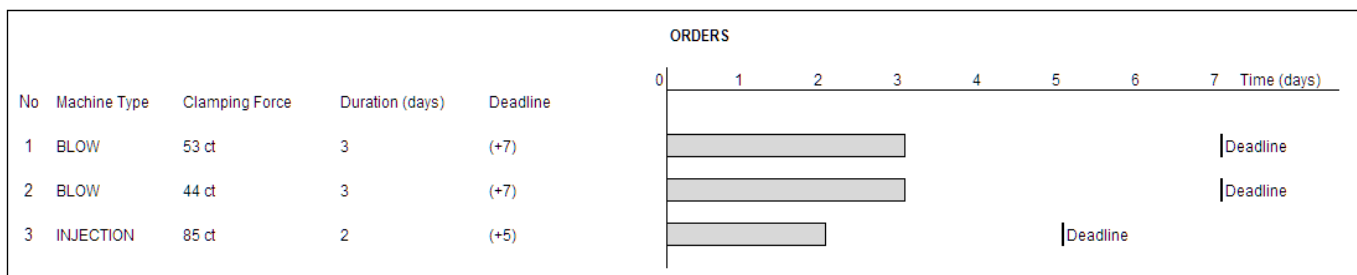 ORDERS
0 1 2 3 4 5 6 7 Time (days)
No Machine Type Clamping Force Duration (days) Deadline
1 BLOW 53 ct 3 (+7) Deadline
2 BLOW 44 ct 3 (+7) Deadline
3 INJECTION 85 ct 2 (+5) Deadline